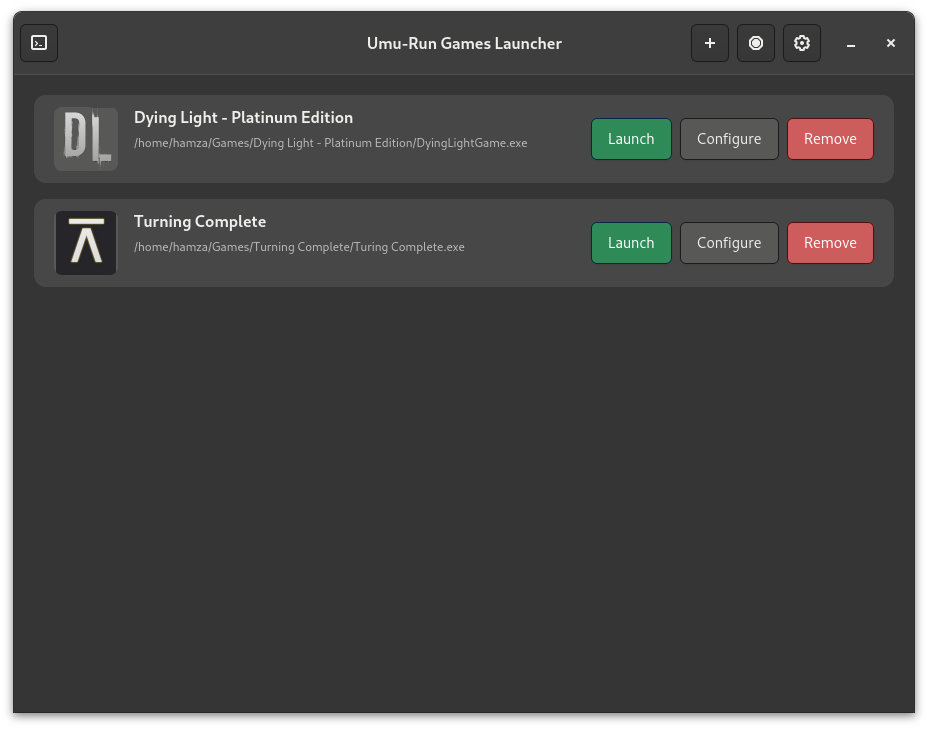 Umu-Run Games Launcher
DL
Dying Light - Platinum Edition
/home/hamza/Games/Dying Light - Platinum Edition/DyingLightGame.exe
Launch Configure Remove
Turning Complete
/home/hamza/Games/Turning Complete/Turing Complete.exe
Launch Configure Remove